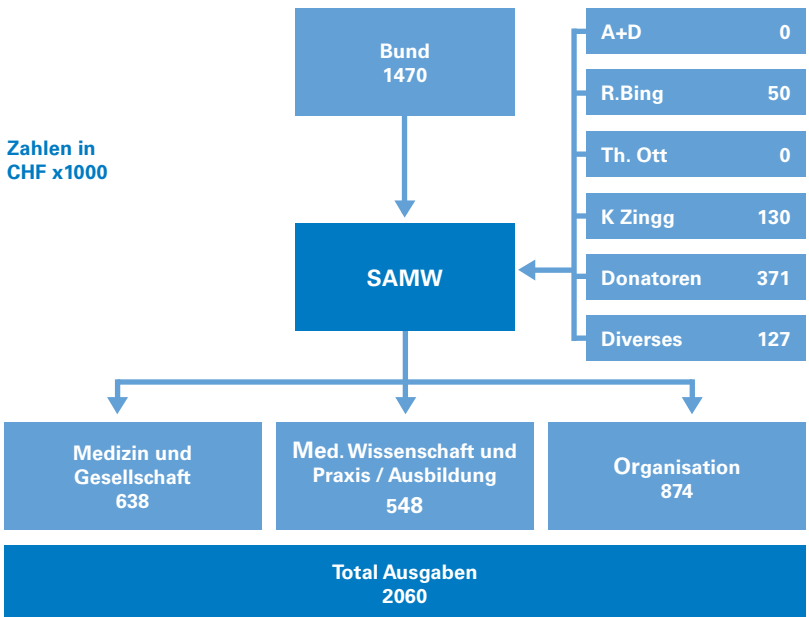 Bund
1470
A+D 0
R.Bing 50
Th. Ott 0
K Zingg 130
Donatoren 371
Diverses 127
Zahlen in
CHF x1000
SAMW
Medizin und
Gesellschaft
638
Med. Wissenschaft und
Praxis / Ausbildung
548
Organisation
874
Total Ausgaben
2060